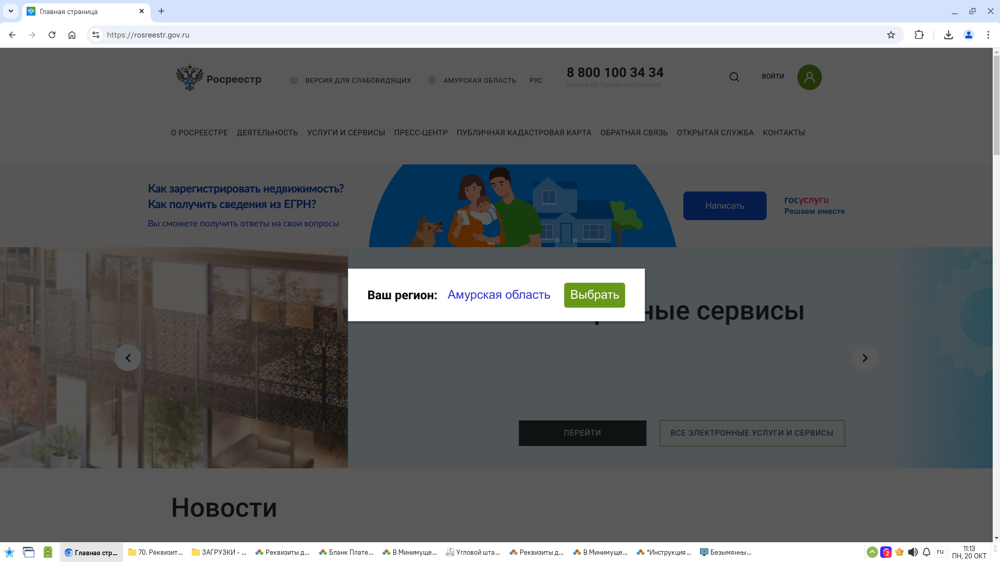 Главная страница
https://rosreestr.gov.ru
Росреестр
ВЕРСИЯ ДЛЯ СЛАБОВИДЯЩИХ
АМУРСКАЯ ОБЛАСТЬ
РУС
8 800 100 34 34
Звонок по России бесплатный
ВОЙТИ
О РОСРЕЕСТРЕ ДЕЯТЕЛЬНОСТЬ УСЛУГИ И СЕРВИСЫ ПРЕСС-ЦЕНТР ПУБЛИЧНАЯ КАДАСТРОВАЯ КАРТА ОБРАТНАЯ СВЯЗЬ ОТКРЫТАЯ СЛУЖБА КОНТАКТЫ
Как зарегистрировать недвижимость?
Как получить сведения из ЕГРН?
Вы сможете получить ответы на свои вопросы
Написать
госуслуги
Решаем вместе
Ваш регион: Амурская область Выбрать
сервисы
ПЕРЕЙТИ
ВСЕ ЭЛЕКТРОННЫЕ УСЛУГИ И СЕРВИСЫ
Новости
Главная стр...
70. Реквизит...
ЗАГРУЗКИ - ...
Реквизиты д...
Бланк Плате...
В Минимуще...
Угловой шта...
Реквизиты д...
В Минимуще...
*Инструкция...
Безымянны...
2
ru
11:13
ПН, 20 ОКТ